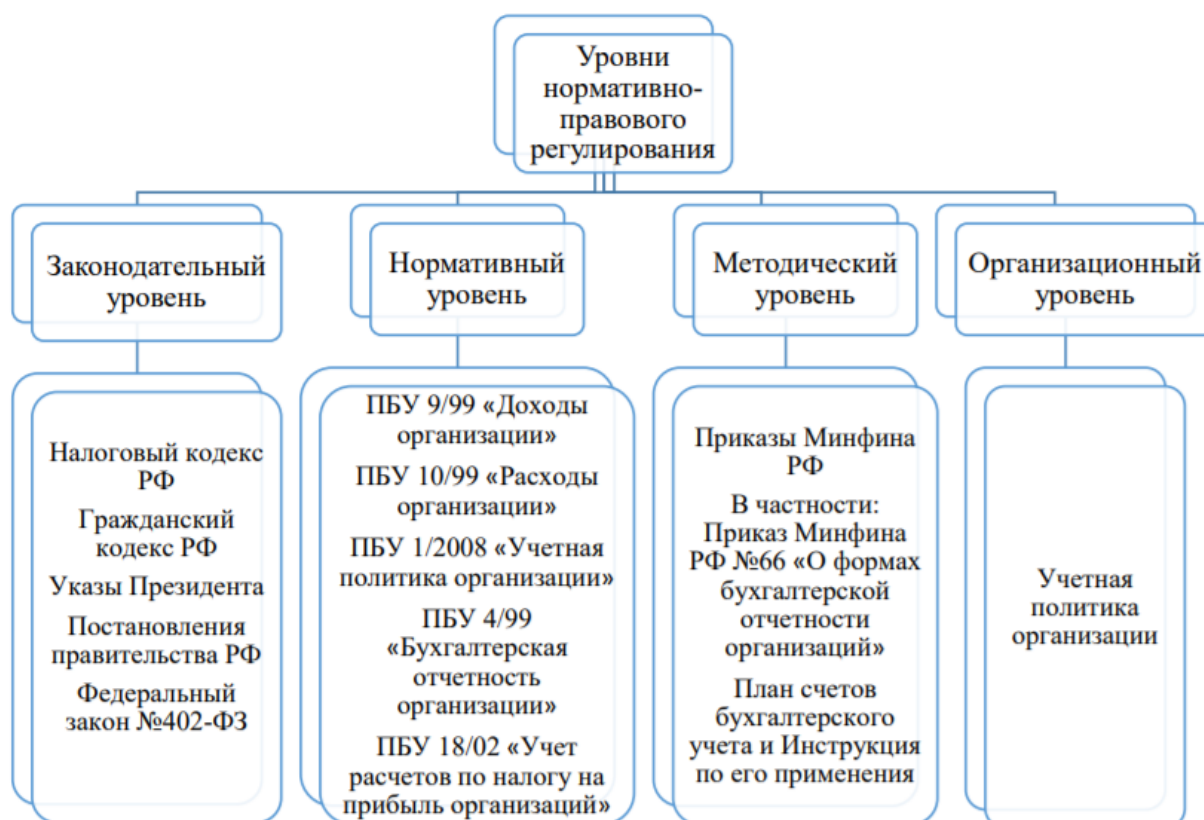 Уровни
нормативно-
правового
регулирования
Законодательный
уровень
Нормативный
уровень
Методический
уровень
Организационный
уровень
Налоговый кодекс
РФ
Гражданский
кодекс РФ
Указы Президента
Постановления
правительства РФ
Федеральный
закон №402-ФЗ
ПБУ 9/99 «Доходы
организации»
ПБУ 10/99 «Расходы
организации»
ПБУ 1/2008 «Учетная
политика организации»
ПБУ 4/99
«Бухгалтерская
отчетность
организации»
ПБУ 18/02 «Учет
расчетов по налогу на
прибыль организаций»
Приказы Минфина
РФ
В частности:
Приказ Минфина
РФ №66 «О формах
бухгалтерской
отчетности
организаций»
План счетов
бухгалтерского
учета и Инструкция
по его применения
Учетная
политика
организации